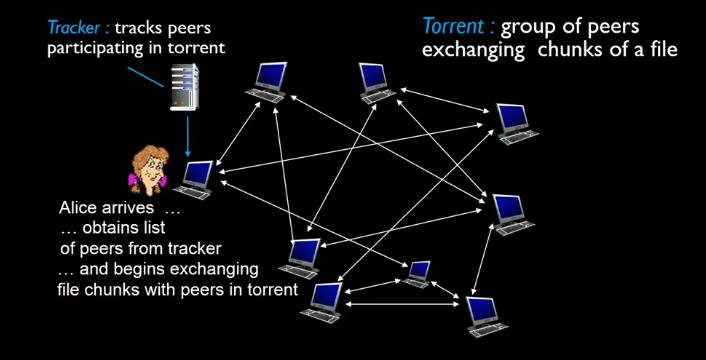 Tracker : tracks peers
participating in torrent
Torrent : group of peers
exchanging chunks of a file
Alice arrives …
… obtains list
of peers from tracker
… and begins exchanging
file chunks with peers in torrent